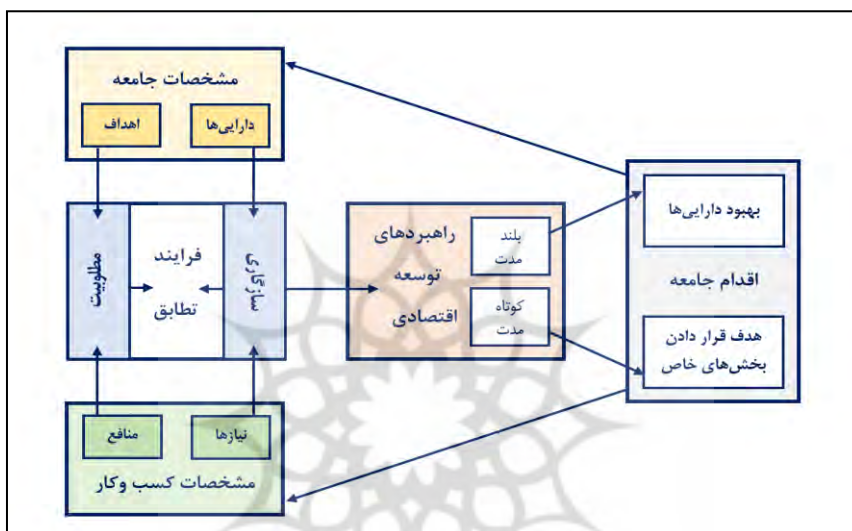 مشخصات جامعه
دارایی‌ها
اهداف
بهبود دارایی‌ها
اقدام جامعه
هدف قرار دادن
بخش‌های خاص
راهبردهای
توسعه
اقتصادی
بلند
مدت
کوتاه
مدت
سازگاری
فرایند
تطابق
مطلوبیت
نیازها
منافع
مشخصات کسب وکار